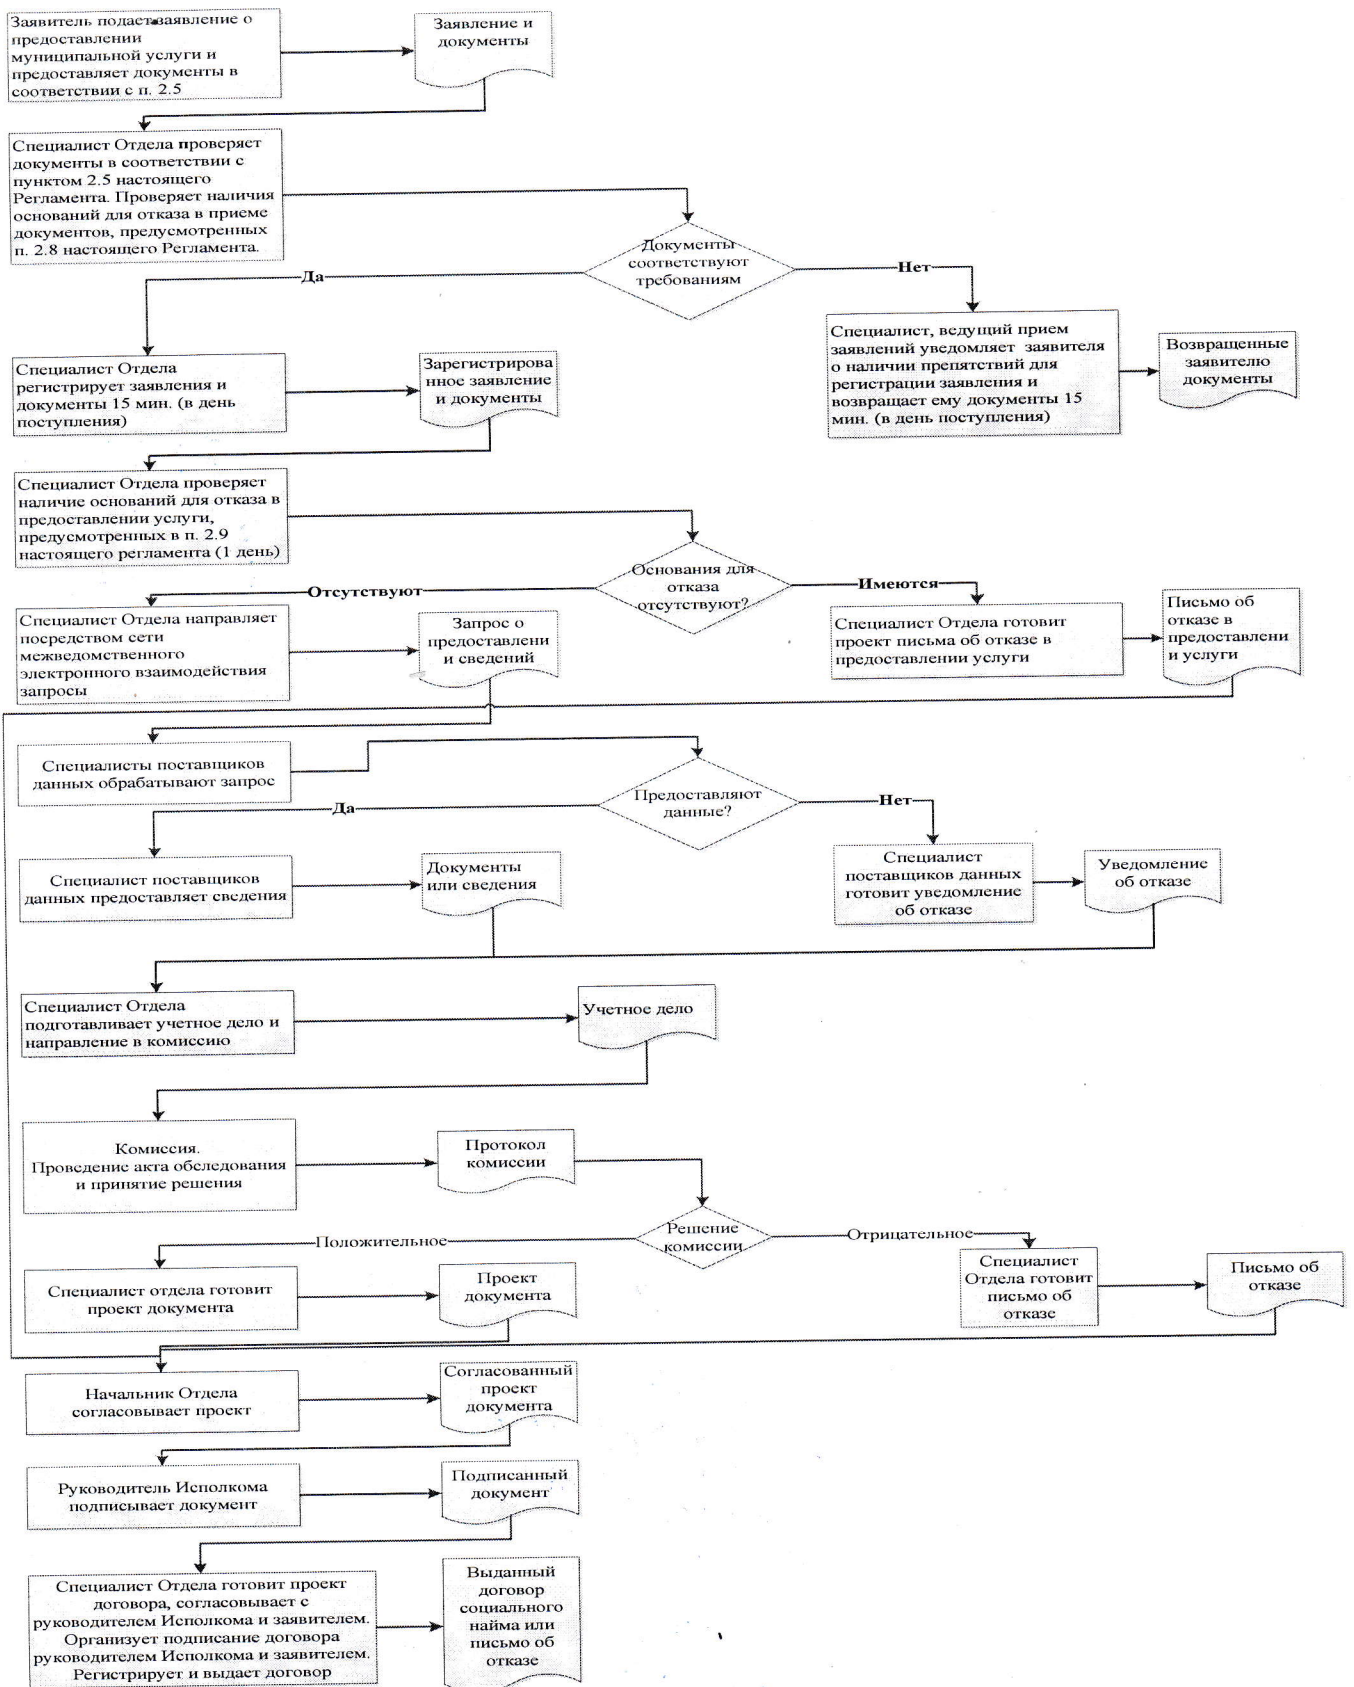 Заявитель подает заявление о
предоставлении
муниципальной услуги и
предоставляет документы в
соответствии с п. 2.5
Заявление и
документы
Специалист Отдела проверяет
документы в соответствии с
пунктом 2.5 настоящего
Регламента. Проверяет наличия
оснований для отказа в приеме
документов, предусмотренных
п. 2.8 настоящего Регламента.
Документы
соответствуют
требованиям
Да
Нет
Специалист Отдела
регистрирует заявления и
документы 15 мин. (в день
поступления)
Зарегистрирова
нное заявление
и документы
Специалист, ведущий прием
заявлений уведомляет заявителя
о наличии препятствий для
регистрации заявления и
возвращает ему документы 15
мин. (в день поступления)
Возвращенные
заявителю
документы
Специалист Отдела проверяет
наличие оснований для отказа в
предоставлении услуги,
предусмотренных в п. 2.9
настоящего регламента (1 день)
Основания для
отказа
отсутствуют?
Отсутствуют
Имеются
Специалист Отдела направляет
посредством сети
межведомственного
электронного взаимодействия
запросы
Запрос о
предоставлени
и сведений
Специалист Отдела готовит
проект письма об отказе в
предоставлении услуги
Письмо об
отказе в
предоставлени
и услуги
Специалисты поставщиков
данных обрабатывают запрос
Предоставляют
данные?
Да
Нет
Специалист поставщиков
данных предоставляет сведения
Документы
или сведения
Специалист
поставщиков данных
готовит уведомление
об отказе
Уведомление
об отказе
Специалист Отдела
подготавливает учетное дело и
направление в комиссию
Учетное дело
Комиссия.
Проведение акта обследования
и принятие решения
Протокол
комиссии
Решение
комиссии
Положительное
Отрицательное
Специалист отдела готовит
проект документа
Проект
документа
Специалист
Отдела готовит
письмо об
отказе
Письмо об
отказе
Начальник Отдела
согласовывает проект
Согласованный
проект
документа
Руководитель Исполкома
подписывает документ
Подписанный
документ
Специалист Отдела готовит проект
договора, согласовывает с
руководителем Исполкома и заявителем.
Организует подписание договора
руководителем Исполкома и заявителем.
Регистрирует и выдает договор
Выданный
договор
социального
найма или
письмо об
отказе